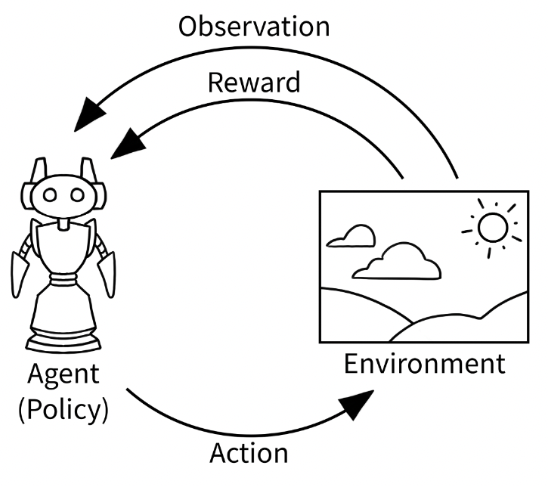 Observation
Reward
Environment
Agent
(Policy)
Action